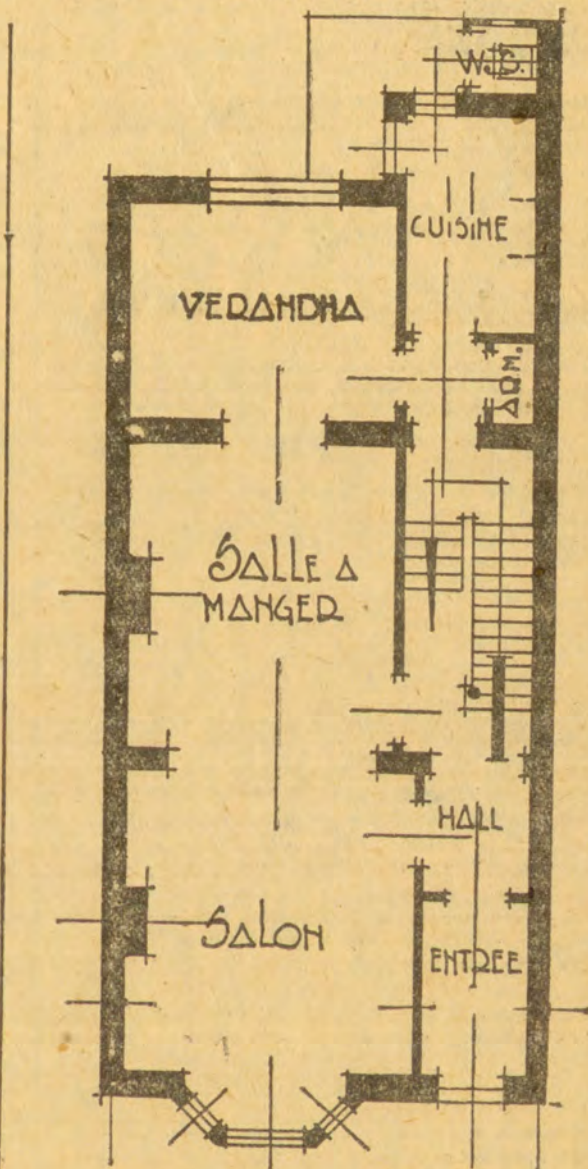 W.S.
CUISINE
VERANDHA
ARM.
SALLE A
MANGER
HALL
SALON
ENTREE